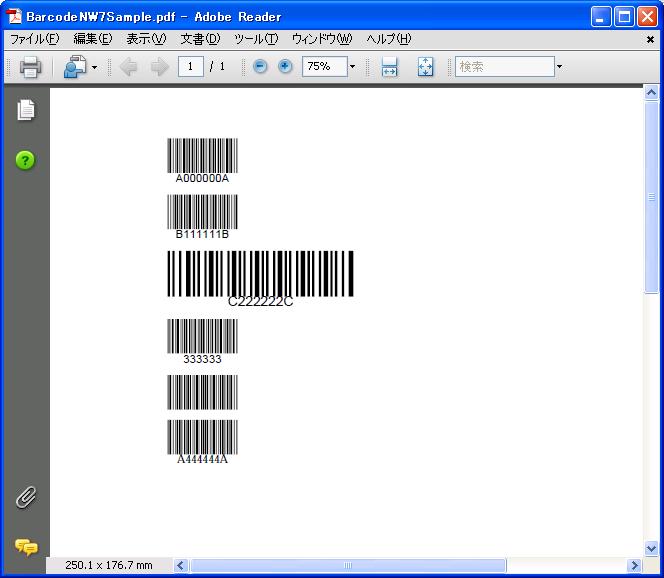 BarcodeNW7Sample.pdf - Adobe Reader
ファイル(F) 編集(E) 表示(V) 文書(D) ツール(T) ウィンドウ(W) ヘルプ(H)
1 / 1 75% 検索
A000000A
B111111B
C222222C
333333
A444444A
250.1 x 176.7 mm